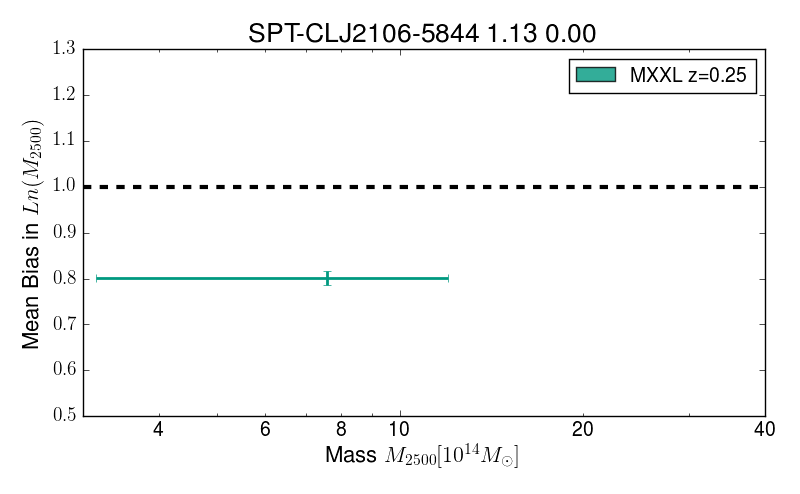 SPT-CLJ2106-5844 1.13 0.00
MXXL z=0.25
Mean Bias in Ln(M₂₅₀₀)
1.3
1.2
1.1
1.0
0.9
0.8
0.7
0.6
0.5
4 6 8 10 20 40
Mass M₂₅₀₀[10¹⁴M☉]